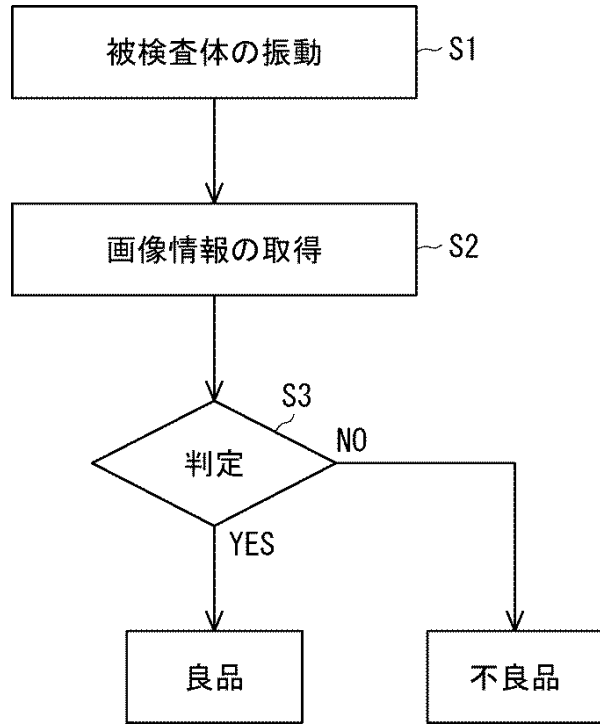 被検査体の振動
S1
画像情報の取得
S2
S3
判定
NO
YES
良品
不良品